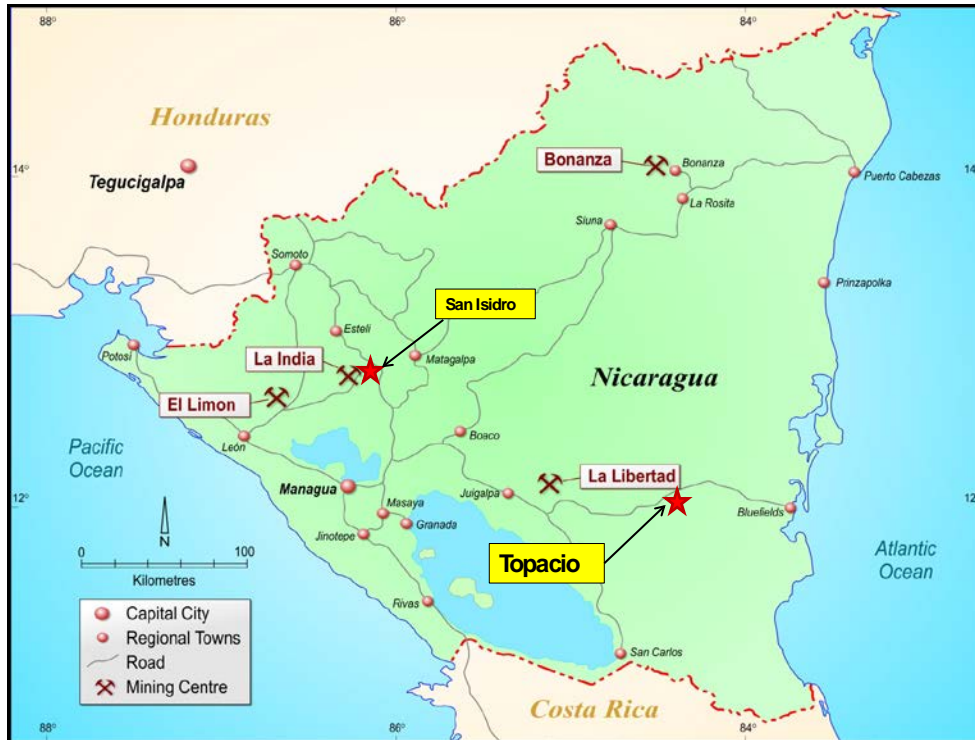 88°
86°
84°
Honduras
Tegucigalpa
14°
14°
Bonanza
Bonanza
La Rosita
Puerto Cabezas
Siuna
Somoto
Prinzapolka
San Isidro
Esteli
Potosi
La India
Matagalpa
Nicaragua
El Limon
León
Boaco
Pacific
Ocean
La Libertad
Managua
Juigalpa
12°
12°
Masaya
Granada
Bluefields
Jinotepe
N
0
100
Kilometres
Topacio
Atlantic
Ocean
Rivas
Capital City
Regional Towns
Road
Mining Centre
San Carlos
Costa Rica
88°
86°
84°